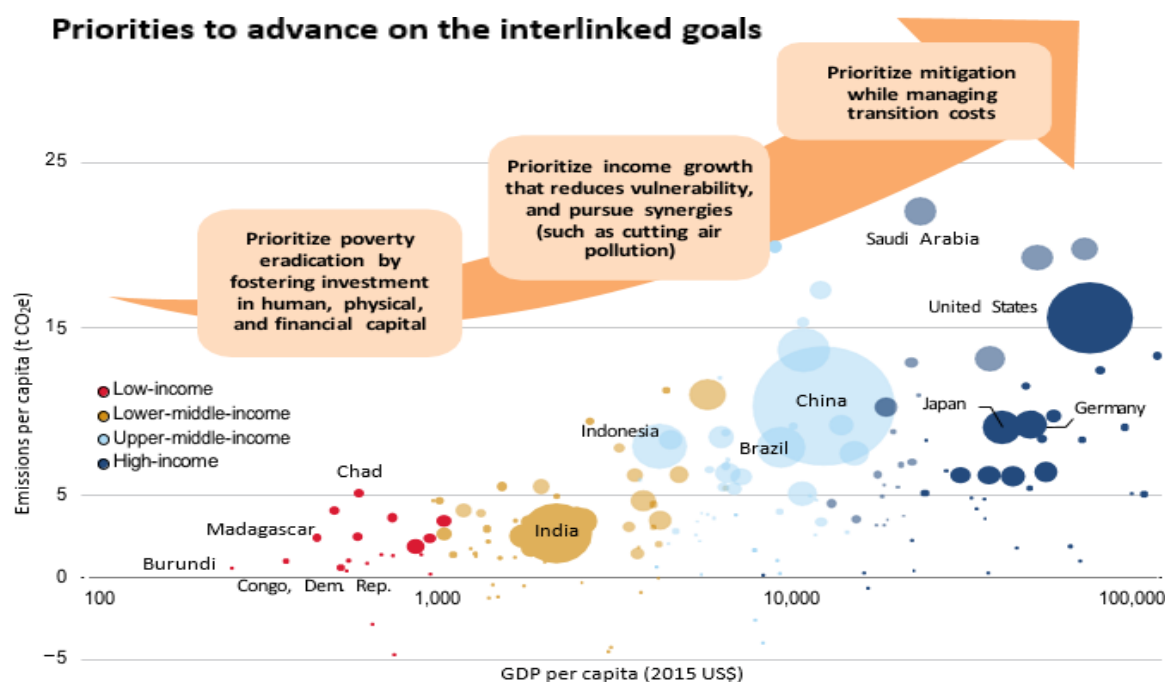 Priorities to advance on the interlinked goals
Prioritize mitigation
while managing
transition costs
Prioritize income growth
that reduces vulnerability,
and pursue synergies
(such as cutting air
pollution)
Prioritize poverty
eradication by
fostering investment
in human, physical,
and financial capital
Emissions per capita (t CO₂e)
25
15
5
0
−5
Low-income
Lower-middle-income
Upper-middle-income
High-income
Saudi Arabia
United States
China
Japan
Germany
Indonesia
Brazil
Chad
Madagascar
India
Burundi
Congo, Dem. Rep.
100
1,000
10,000
100,000
GDP per capita (2015 US$)